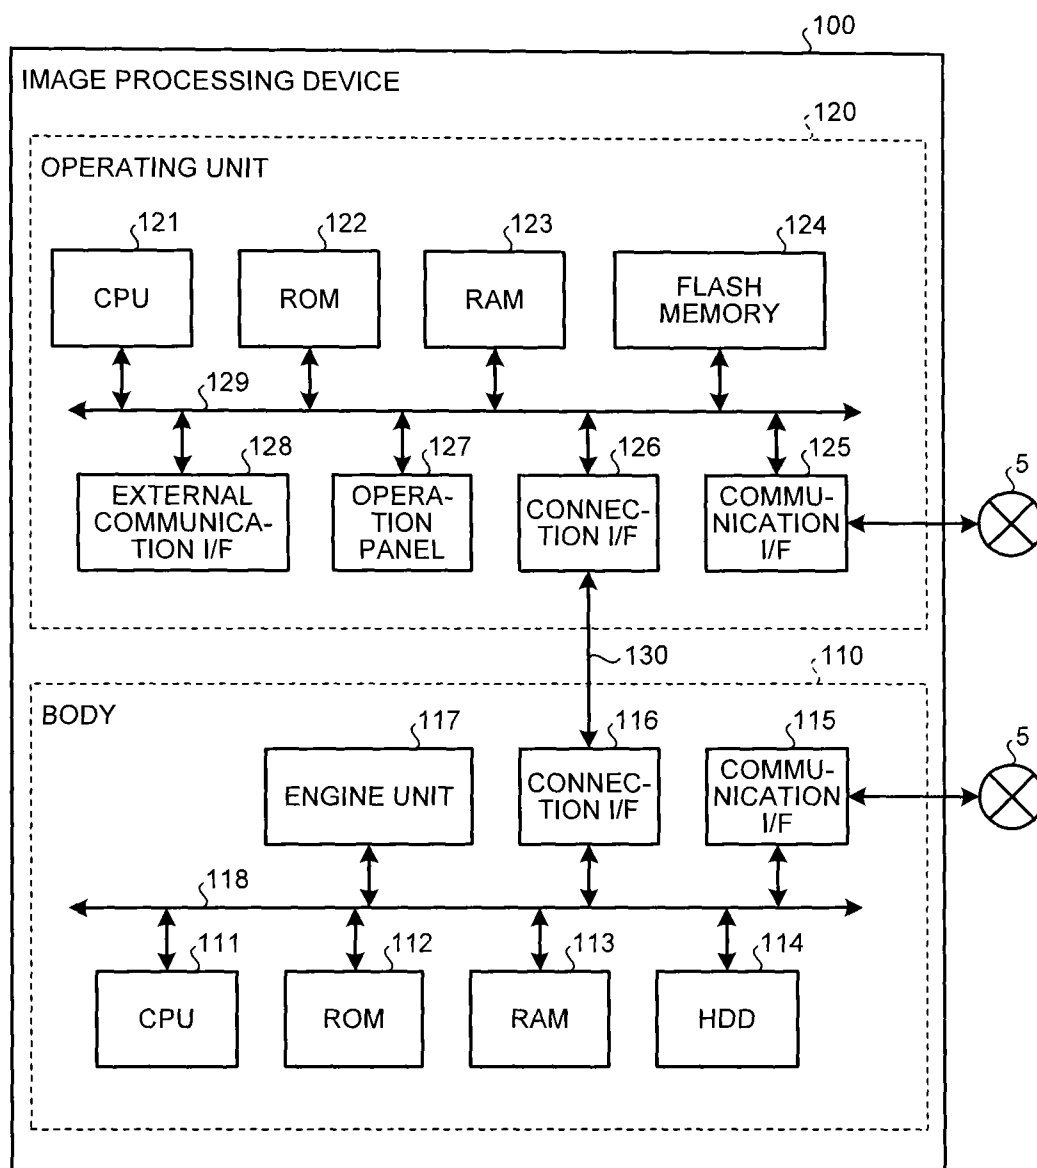 100
IMAGE PROCESSING DEVICE
120
OPERATING UNIT
121
122
123
124
CPU
ROM
RAM
FLASH
MEMORY
129
128
127
126
125
5
EXTERNAL
COMMUNICA-
TION I/F
OPERA-
TION
PANEL
CONNEC-
TION I/F
COMMU-
NICATION
I/F
130
110
BODY
117
116
115
5
ENGINE UNIT
CONNEC-
TION I/F
COMMU-
NICATION
I/F
118
111
112
113
114
CPU
ROM
RAM
HDD